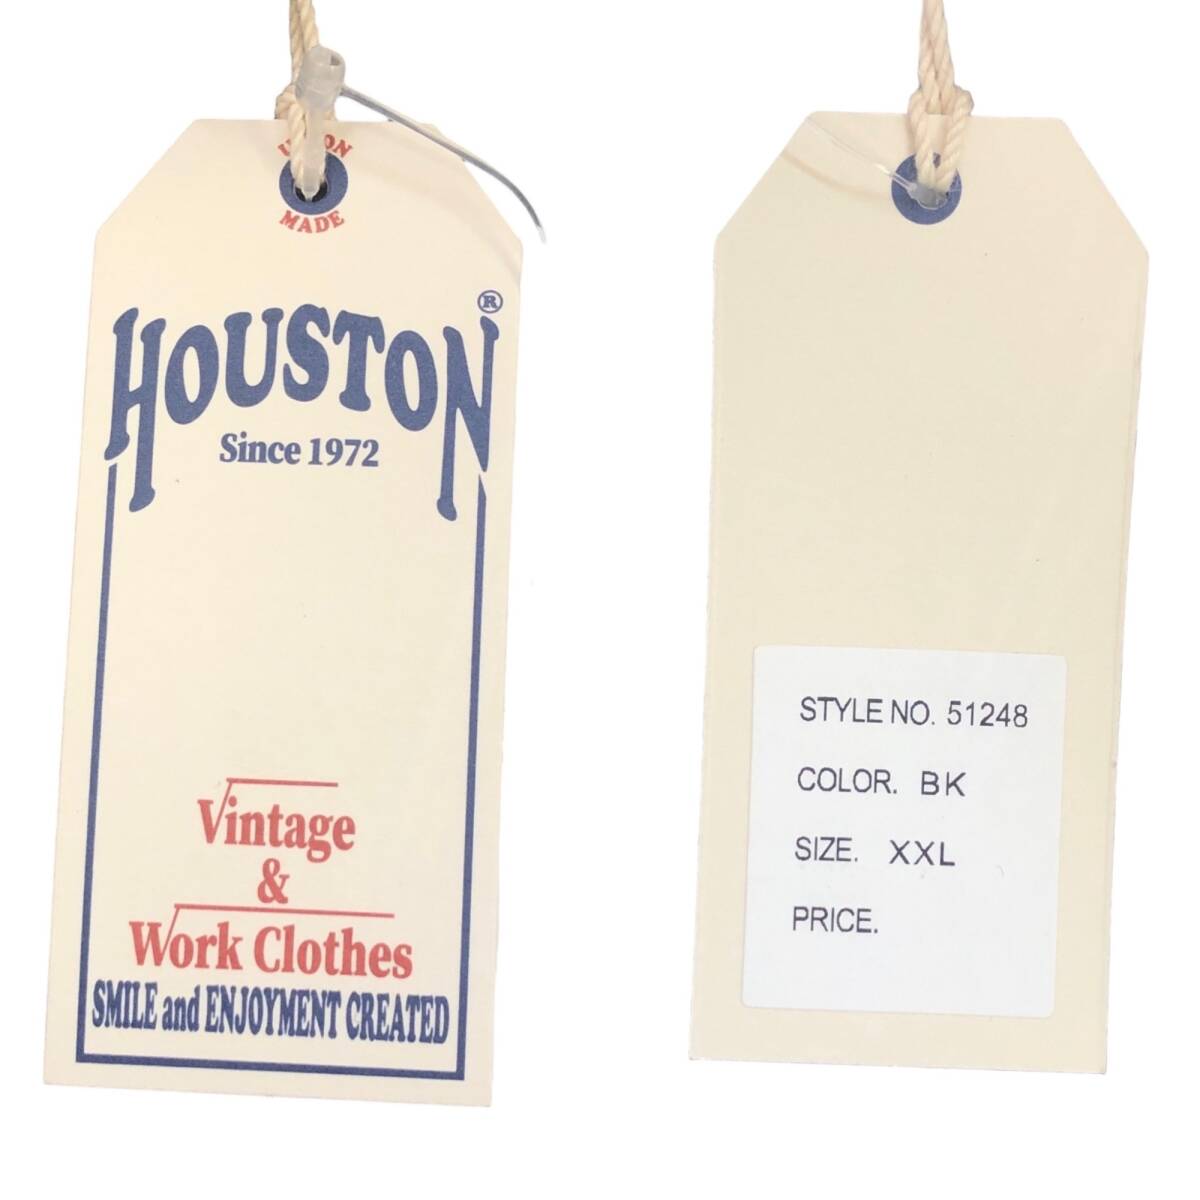 UNION
MADE
HOUSTON®
Since 1972
Vintage
&
Work Clothes
SMILE and ENJOYMENT CREATED
STYLE NO. 51248
COLOR. BK
SIZE. XXL
PRICE.